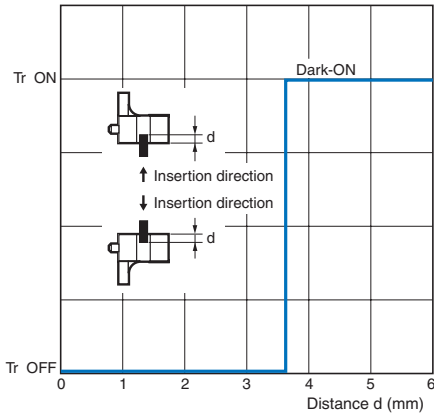 Tr ON
Dark-ON
d
Insertion direction
Insertion direction
d
Tr OFF
0 1 2 3 4 5 6
Distance d (mm)